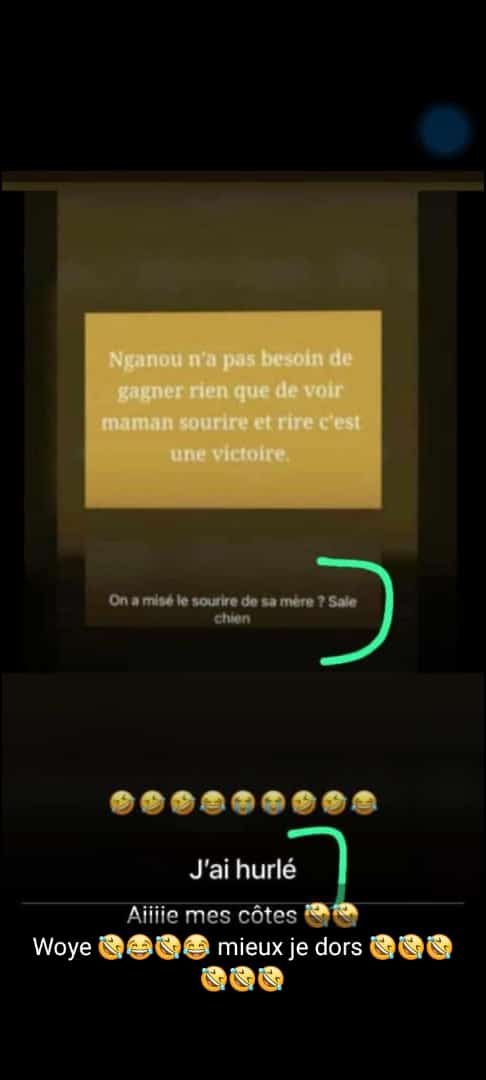 Nganou n'a pas besoin de
gagner rien que de voir
maman sourire et rire c'est
une victoire.
On a misé le sourire de sa mère ? Sale
chien
🤣🤣🤣😂😭😭🤣🤣😂
J'ai hurlé
Aiiiie mes côtes 🤣🤣
Woye 🤣😂🤣😂 mieux je dors 🤣🤣🤣
🤣🤣🤣